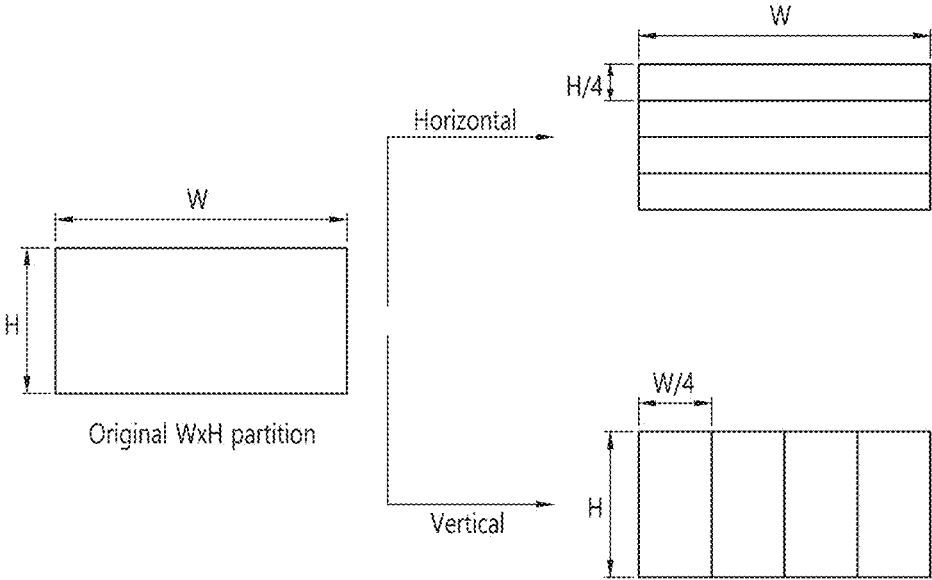 W
H
Original WxH partition
Horizontal
W
H/4
Vertical
W/4
H